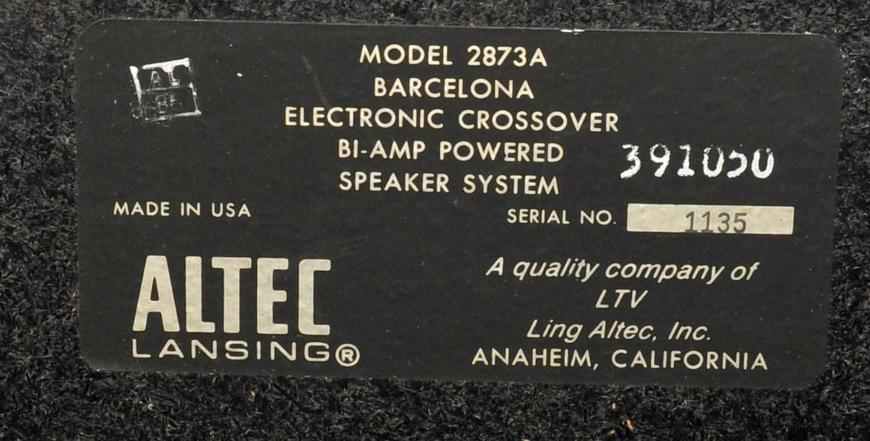 MODEL 2873A
BARCELONA
ELECTRONIC CROSSOVER
BI-AMP POWERED
SPEAKER SYSTEM
391050
MADE IN USA
SERIAL NO. 1135
ALTEC
LANSING®
A quality company of
LTV
Ling Altec, Inc.
ANAHEIM, CALIFORNIA